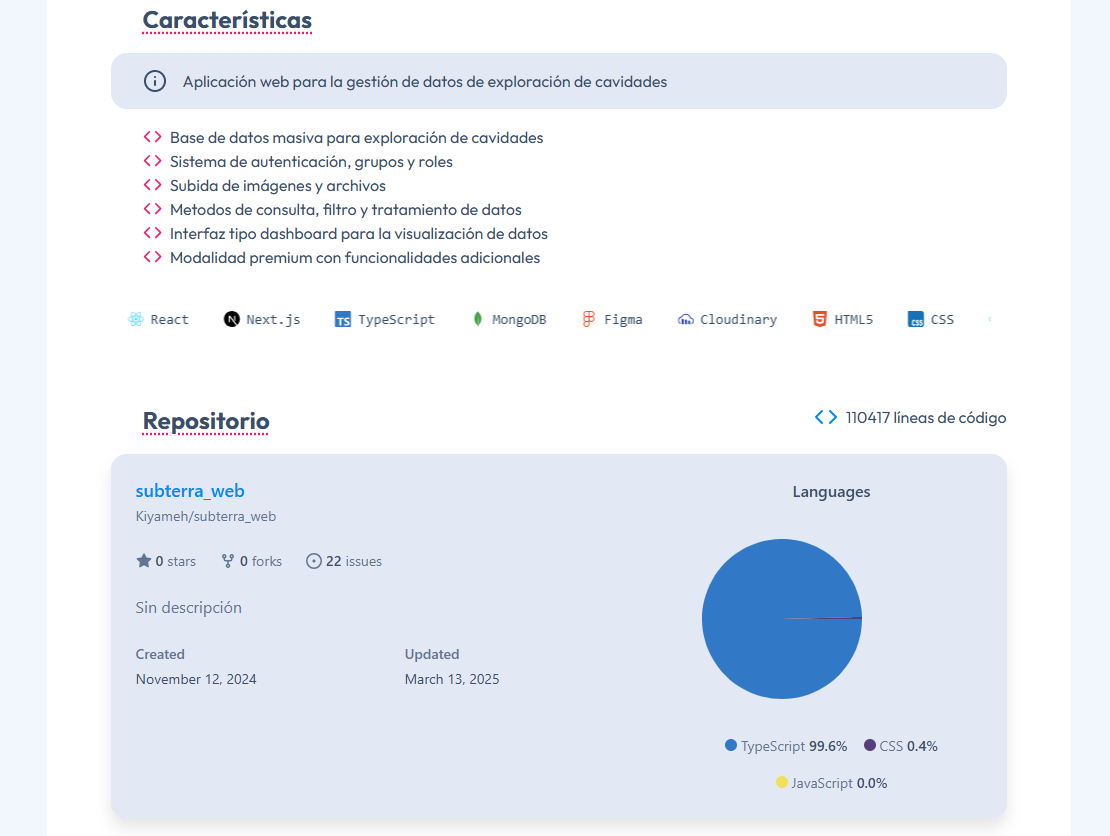 Características
Aplicación web para la gestión de datos de exploración de cavidades
Base de datos masiva para exploración de cavidades
Sistema de autenticación, grupos y roles
Subida de imágenes y archivos
Metodos de consulta, filtro y tratamiento de datos
Interfaz tipo dashboard para la visualización de datos
Modalidad premium con funcionalidades adicionales
React Next.js TypeScript MongoDB Figma Cloudinary HTML5 CSS
Repositorio
110417 líneas de código
subterra_web
Kiyameh/subterra_web
0 stars 0 forks 22 issues
Sin descripción
Created
November 12, 2024
Updated
March 13, 2025
Languages
TypeScript 99.6% CSS 0.4%
JavaScript 0.0%